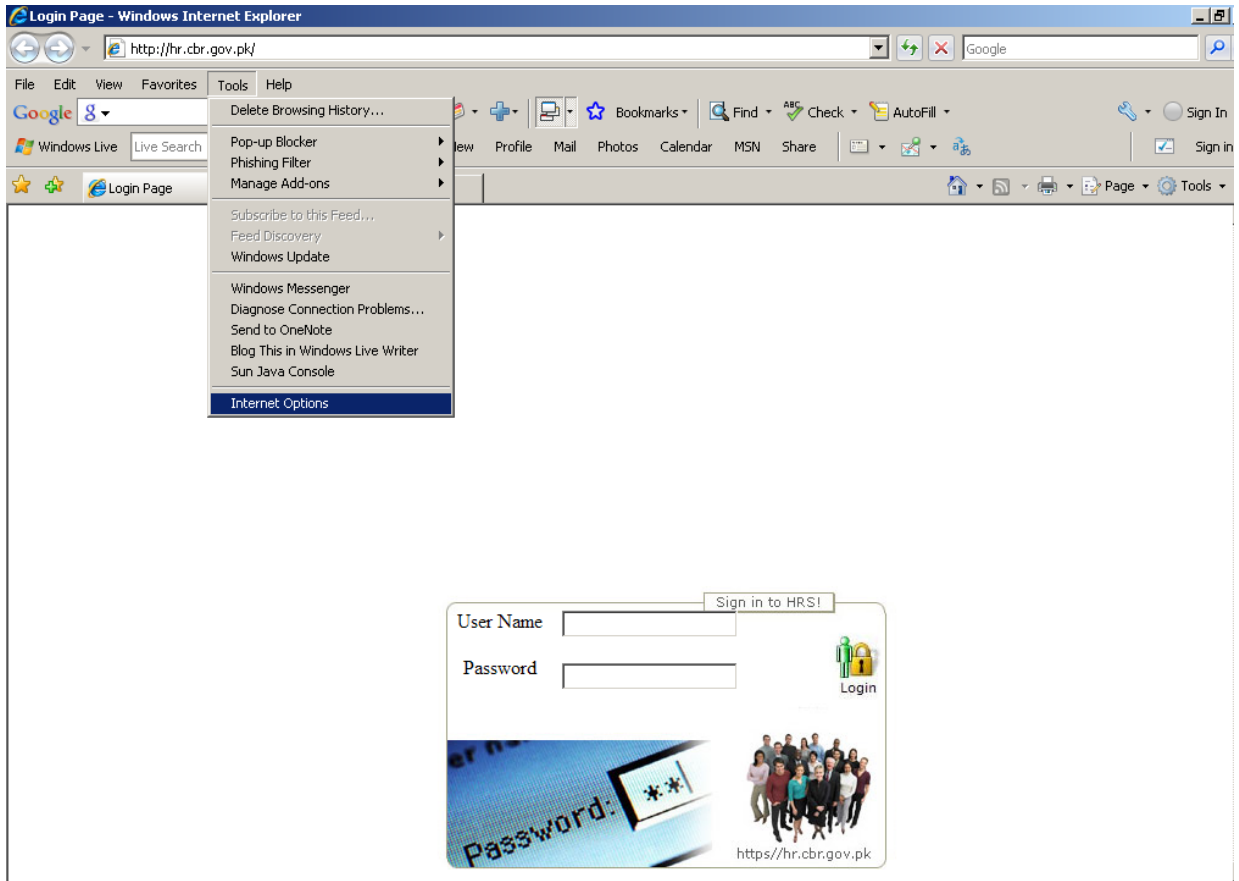 Login Page - Windows Internet Explorer
http://hr.cbr.gov.pk/
Google
File Edit View Favorites Tools Help
Google g Bookmarks Find ABC Check AutoFill Sign In
Windows Live Live Search Profile Mail Photos Calendar MSN Share Sign in
Login Page Page Tools
Delete Browsing History...
Pop-up Blocker
Phishing Filter
Manage Add-ons
Subscribe to this Feed...
Feed Discovery
Windows Update
Windows Messenger
Diagnose Connection Problems...
Send to OneNote
Blog This in Windows Live Writer
Sun Java Console
Internet Options
Sign in to HRS!
User Name
Password
Login
Password: **
https//hr.cbr.gov.pk